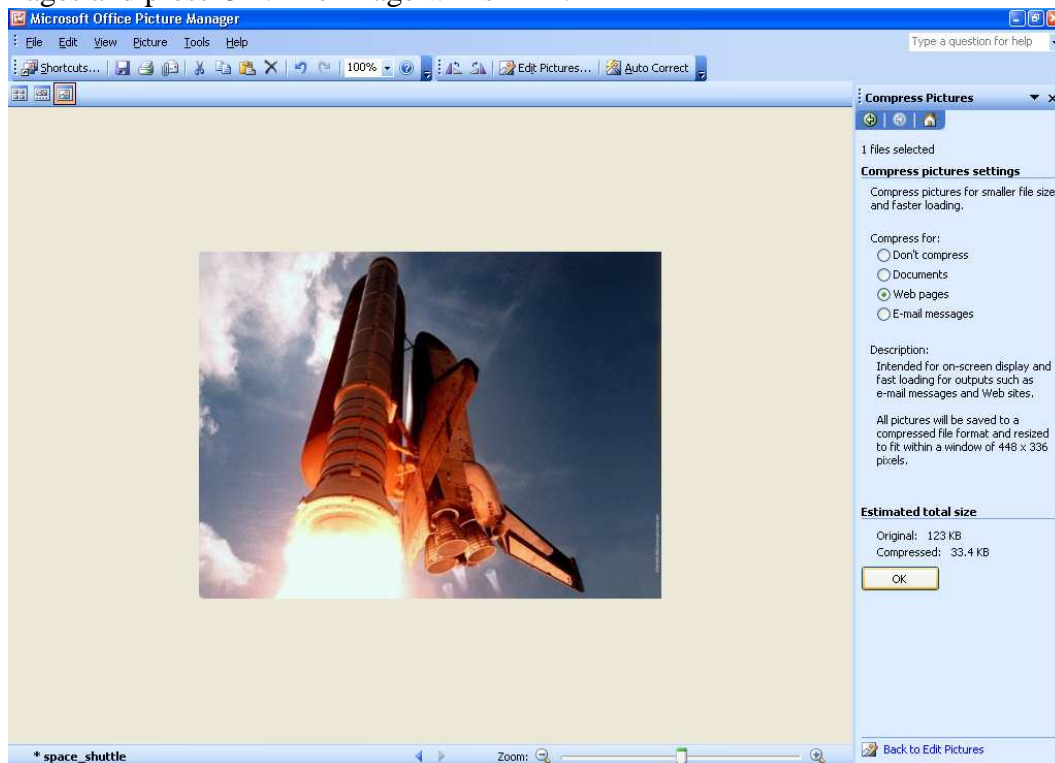 Microsoft Office Picture Manager
File Edit View Picture Tools Help
Type a question for help
Shortcuts... 100% Edit Pictures... Auto Correct
Compress Pictures
1 files selected
Compress pictures settings
Compress pictures for smaller file size
and faster loading.
Compress for:
Don't compress
Documents
Web pages
E-mail messages
Description:
Intended for on-screen display and
fast loading for outputs such as
e-mail messages and Web sites.
All pictures will be saved to a
compressed file format and resized
to fit within a window of 448 x 336
pixels.
Estimated total size
Original: 123 KB
Compressed: 33.4 KB
OK
* space_shuttle
Zoom:
Back to Edit Pictures